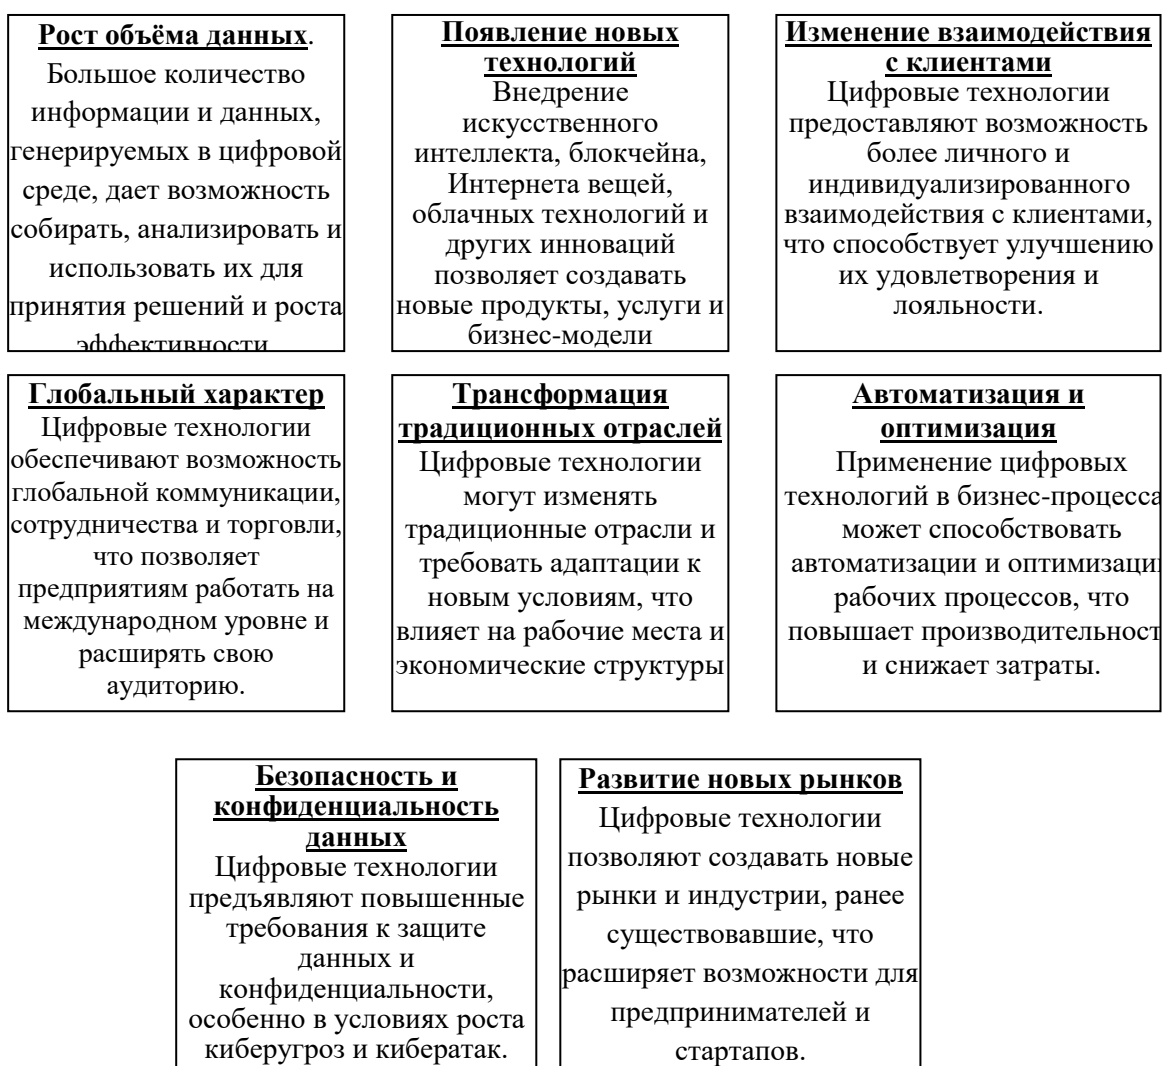 Рост объёма данных.
Большое количество
информации и данных,
генерируемых в цифровой
среде, дает возможность
собирать, анализировать и
использовать их для
принятия решений и роста
эффективности
Появление новых
технологий
Внедрение
искусственного
интеллекта, блокчейна,
Интернета вещей,
облачных технологий и
других инноваций
позволяет создавать
новые продукты, услуги и
бизнес-модели
Изменение взаимодействия
с клиентами
Цифровые технологии
предоставляют возможность
более личного и
индивидуализированного
взаимодействия с клиентами,
что способствует улучшению
их удовлетворения и
лояльности.
Глобальный характер
Цифровые технологии
обеспечивают возможность
глобальной коммуникации,
сотрудничества и торговли,
что позволяет
предприятиям работать на
международном уровне и
расширять свою
аудиторию.
Трансформация
традиционных отраслей
Цифровые технологии
могут изменять
традиционные отрасли и
требовать адаптации к
новым условиям, что
влияет на рабочие места и
экономические структуры
Автоматизация и
оптимизация
Применение цифровых
технологий в бизнес-процесса
может способствовать
автоматизации и оптимизаци
рабочих процессов, что
повышает производительност
и снижает затраты.
Безопасность и
конфиденциальность
данных
Цифровые технологии
предъявляют повышенные
требования к защите
данных и
конфиденциальности,
особенно в условиях роста
киберугроз и кибератак.
Развитие новых рынков
Цифровые технологии
позволяют создавать новые
рынки и индустрии, ранее
существовавшие, что
расширяет возможности для
предпринимателей и
стартапов.